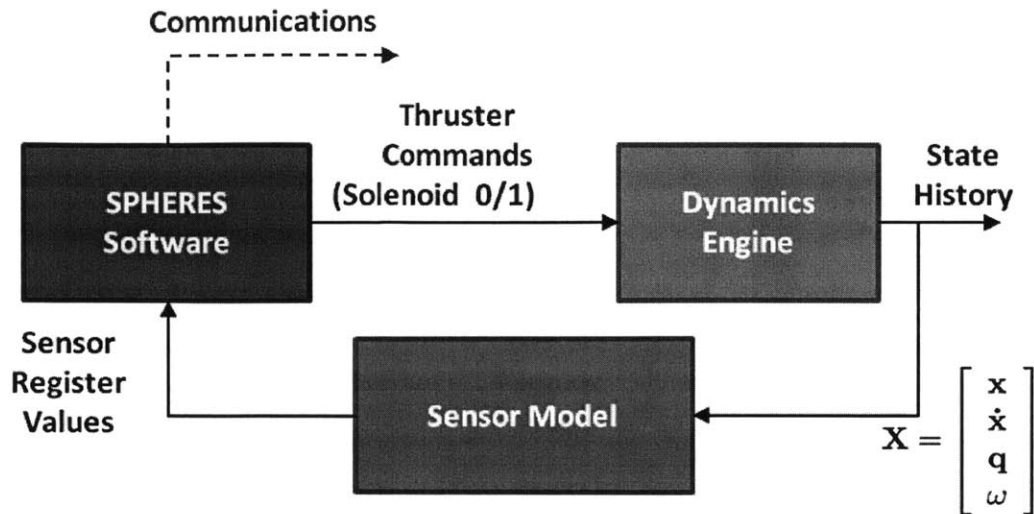 Communications
Thruster
Commands
(Solenoid 0/1)
State
History
SPHERES
Software
Dynamics
Engine
Sensor
Register
Values
Sensor Model
X = [ x
ẋ
q
ω ]